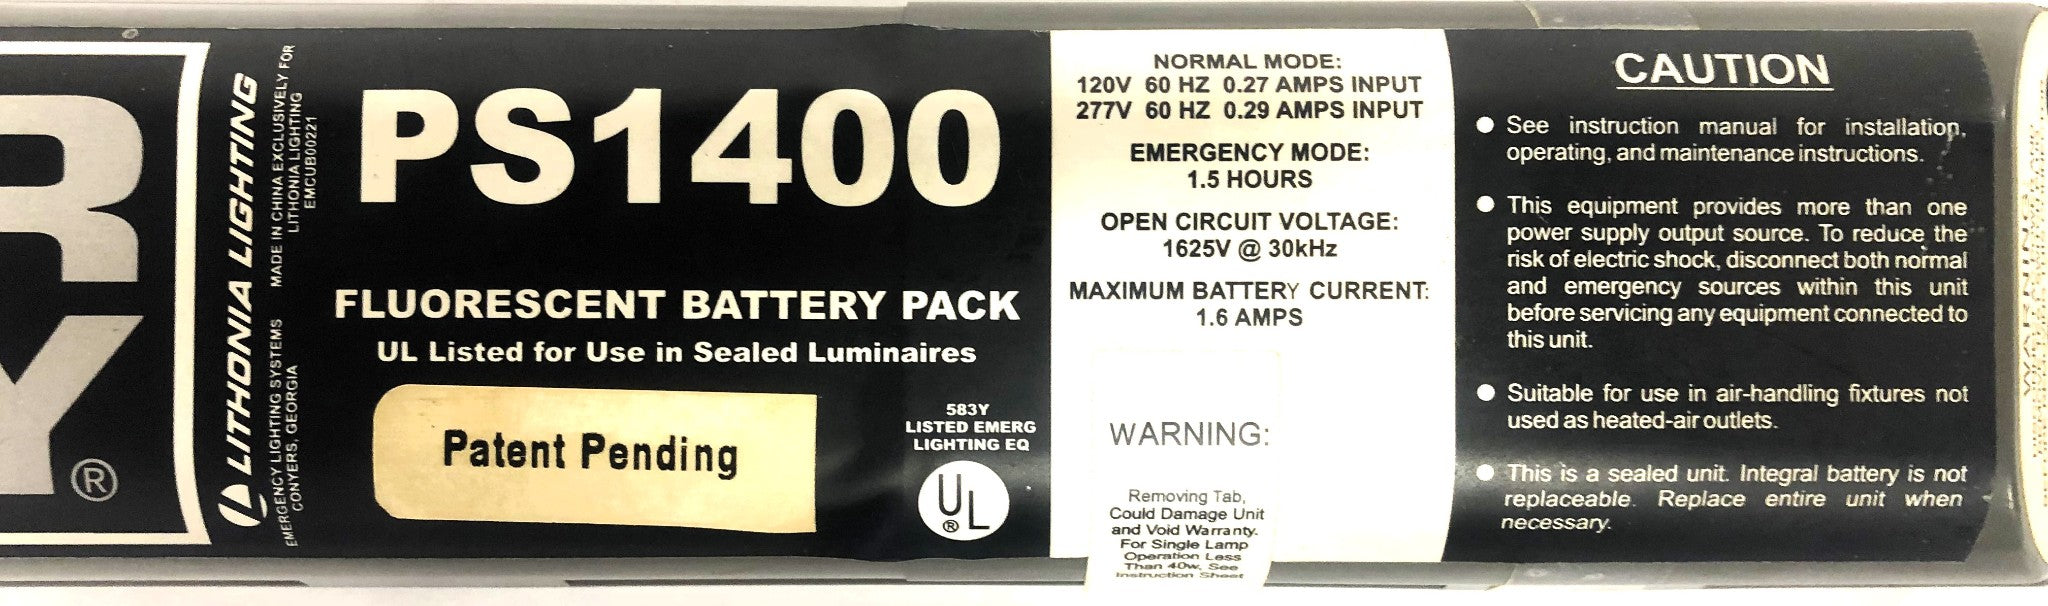 R
Y®
LITHONIA LIGHTING
EMERGENCY LIGHTING SYSTEMS
CONYERS, GEORGIA
MADE IN CHINA EXCLUSIVELY FOR
LITHONIA LIGHTING
EMCUB00221
PS1400
FLUORESCENT BATTERY PACK
UL Listed for Use in Sealed Luminaires
Patent Pending
583Y
LISTED EMERG
LIGHTING EQ
UL®
NORMAL MODE:
120V 60 HZ 0.27 AMPS INPUT
277V 60 HZ 0.29 AMPS INPUT
EMERGENCY MODE:
1.5 HOURS
OPEN CIRCUIT VOLTAGE:
1625V @ 30kHz
MAXIMUM BATTERY CURRENT:
1.6 AMPS
WARNING:
Removing Tab,
Could Damage Unit
and Void Warranty.
For Single Lamp
Operation Less
Than 40w, See
Instruction Sheet
CAUTION
● See instruction manual for installation,
operating, and maintenance instructions.
● This equipment provides more than one
power supply output source. To reduce the
risk of electric shock, disconnect both normal
and emergency sources within this unit
before servicing any equipment connected to
this unit.
● Suitable for use in air-handling fixtures not
used as heated-air outlets.
● This is a sealed unit. Integral battery is not
replaceable. Replace entire unit when
necessary.
WARNING